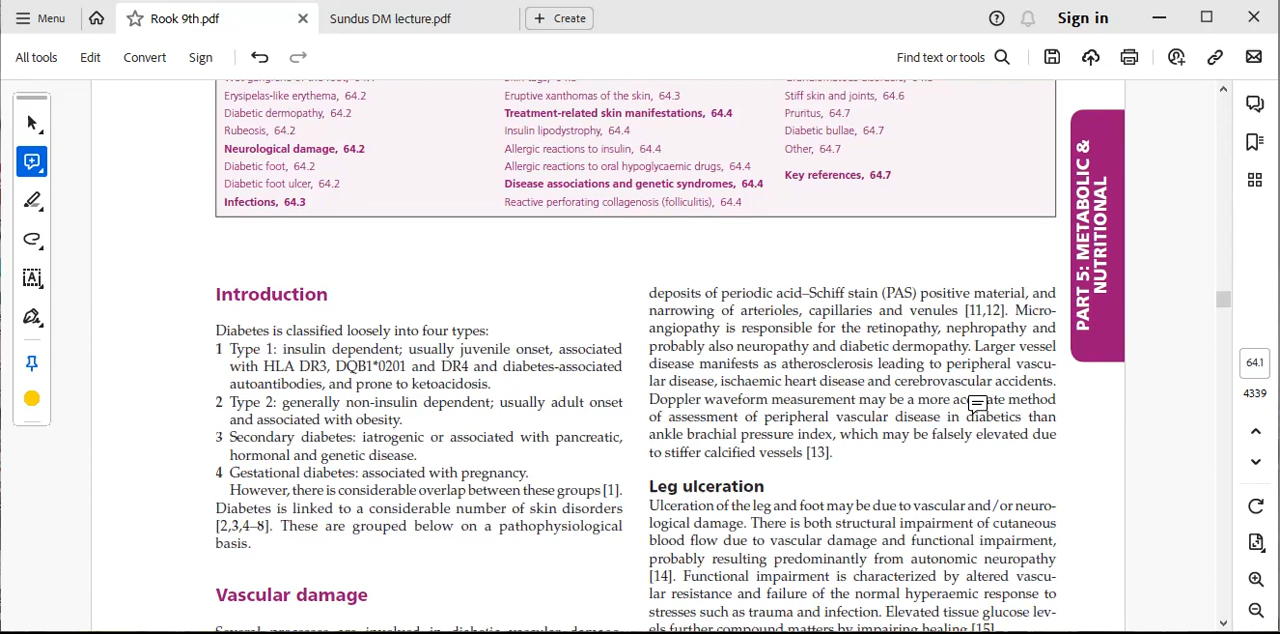 Menu
Rook 9th.pdf
Sundus DM lecture.pdf
Create
Sign in
All tools
Edit
Convert
Sign
Find text or tools
Erysipelas-like erythema, 64.2
Diabetic dermopathy, 64.2
Rubeosis, 64.2
Neurological damage, 64.2
Diabetic foot, 64.2
Diabetic foot ulcer, 64.2
Infections, 64.3
Eruptive xanthomas of the skin, 64.3
Treatment-related skin manifestations, 64.4
Insulin lipodystrophy, 64.4
Allergic reactions to insulin, 64.4
Allergic reactions to oral hypoglycaemic drugs, 64.4
Disease associations and genetic syndromes, 64.4
Reactive perforating collagenosis (folliculitis), 64.4
Stiff skin and joints, 64.6
Pruritus, 64.7
Diabetic bullae, 64.7
Other, 64.7
Key references, 64.7
PART 5: METABOLIC &
NUTRITIONAL
Introduction
Diabetes is classified loosely into four types:
1 Type 1: insulin dependent; usually juvenile onset, associated
with HLA DR3, DQB1*0201 and DR4 and diabetes-associated
autoantibodies, and prone to ketoacidosis.
2 Type 2: generally non-insulin dependent; usually adult onset
and associated with obesity.
3 Secondary diabetes: iatrogenic or associated with pancreatic,
hormonal and genetic disease.
4 Gestational diabetes: associated with pregnancy.
However, there is considerable overlap between these groups [1].
Diabetes is linked to a considerable number of skin disorders
[2,3,4–8]. These are grouped below on a pathophysiological
basis.
Vascular damage
deposits of periodic acid–Schiff stain (PAS) positive material, and
narrowing of arterioles, capillaries and venules [11,12]. Micro-
angiopathy is responsible for the retinopathy, nephropathy and
probably also neuropathy and diabetic dermopathy. Larger vessel
disease manifests as atherosclerosis leading to peripheral vascu-
lar disease, ischaemic heart disease and cerebrovascular accidents.
Doppler waveform measurement may be a more accurate method
of assessment of peripheral vascular disease in diabetics than
ankle brachial pressure index, which may be falsely elevated due
to stiffer calcified vessels [13].
Leg ulceration
Ulceration of the leg and foot may be due to vascular and/or neuro-
logical damage. There is both structural impairment of cutaneous
blood flow due to vascular damage and functional impairment,
probably resulting predominantly from autonomic neuropathy
[14]. Functional impairment is characterized by altered vascu-
lar resistance and failure of the normal hyperaemic response to
stresses such as trauma and infection. Elevated tissue glucose lev-
els further compound matters by impairing healing [15].
64.1
4339